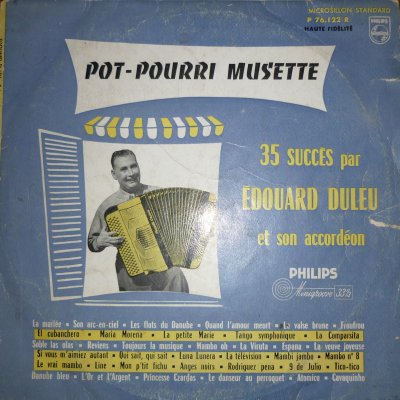 MICROSILLON STANDARD
P 76.122 R
HAUTE FIDÉLITÉ
PHILIPS
POT-POURRI MUSETTE
35 SUCCÈS par
EDOUARD DULEU
et son accordéon
PHILIPS
Minigroove 33⅓
La marlée • Son arc-en-ciel • Les flots du Danube • Quand l'amour meurt • La valse brune • Froufrou
El cubanchero • Maria Morena • La petite Marie • Tango symphonique • La Comparsita
Soble las olas • Reviens • Toujours la musique • Mambo oh • La Viruta • Espana • La veuve joyeuse
Si vous m'aimiez autant • Qui sait, qui sait • Luna Lunera • La télévision • Mambi jambo • Mambo n° 8
Le vrai mambo • Line • Mon p'tit fichu • Anges noirs • Rodriguez pena • 9 de Julio • Tico-tico
Danube bleu • L'Or et l'Argent • Princesse Czardas • Le danseur au perroquet • Atomico • Cavaquinho